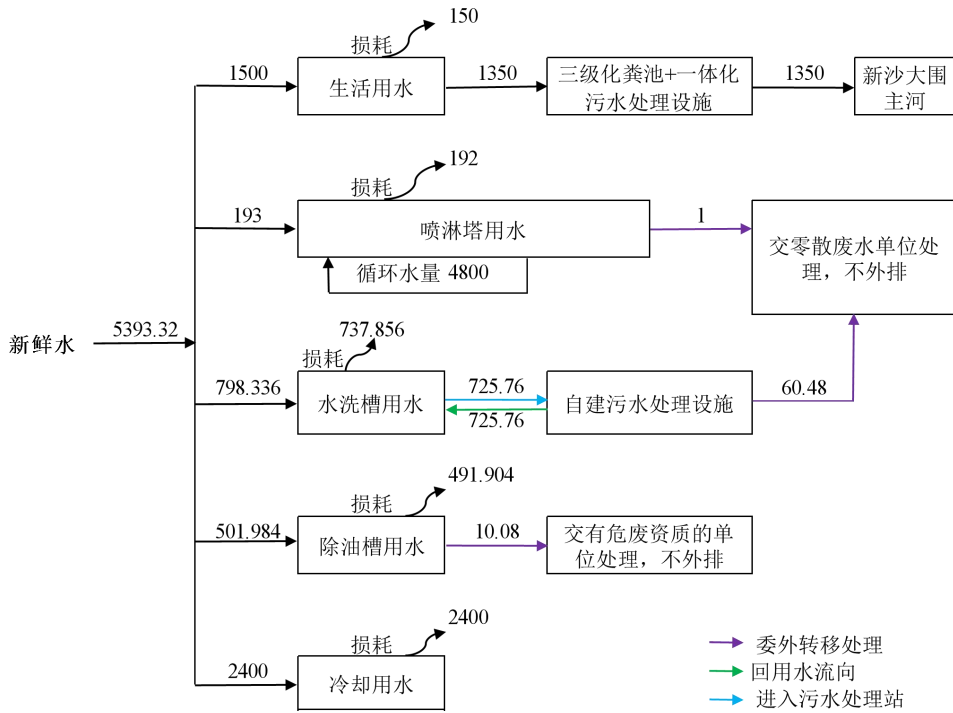 150
损耗
1500
生活用水
1350
三级化粪池+一体化
污水处理设施
1350
新沙大围
主河
192
损耗
193
喷淋塔用水
1
交零散废水单位处
理，不外排
循环水量 4800
新鲜水
5393.32
737.856
损耗
798.336
水洗槽用水
725.76
725.76
自建污水处理设施
60.48
491.904
损耗
501.984
除油槽用水
10.08
交有危废资质的单
位处理，不外排
2400
损耗
2400
冷却用水
委外转移处理
回用水流向
进入污水处理站